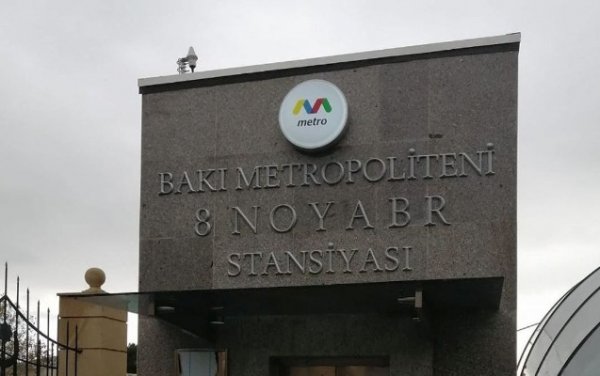 metro
BAKI METROPOLİTENİ
8 NOYABR
STANSİYASI